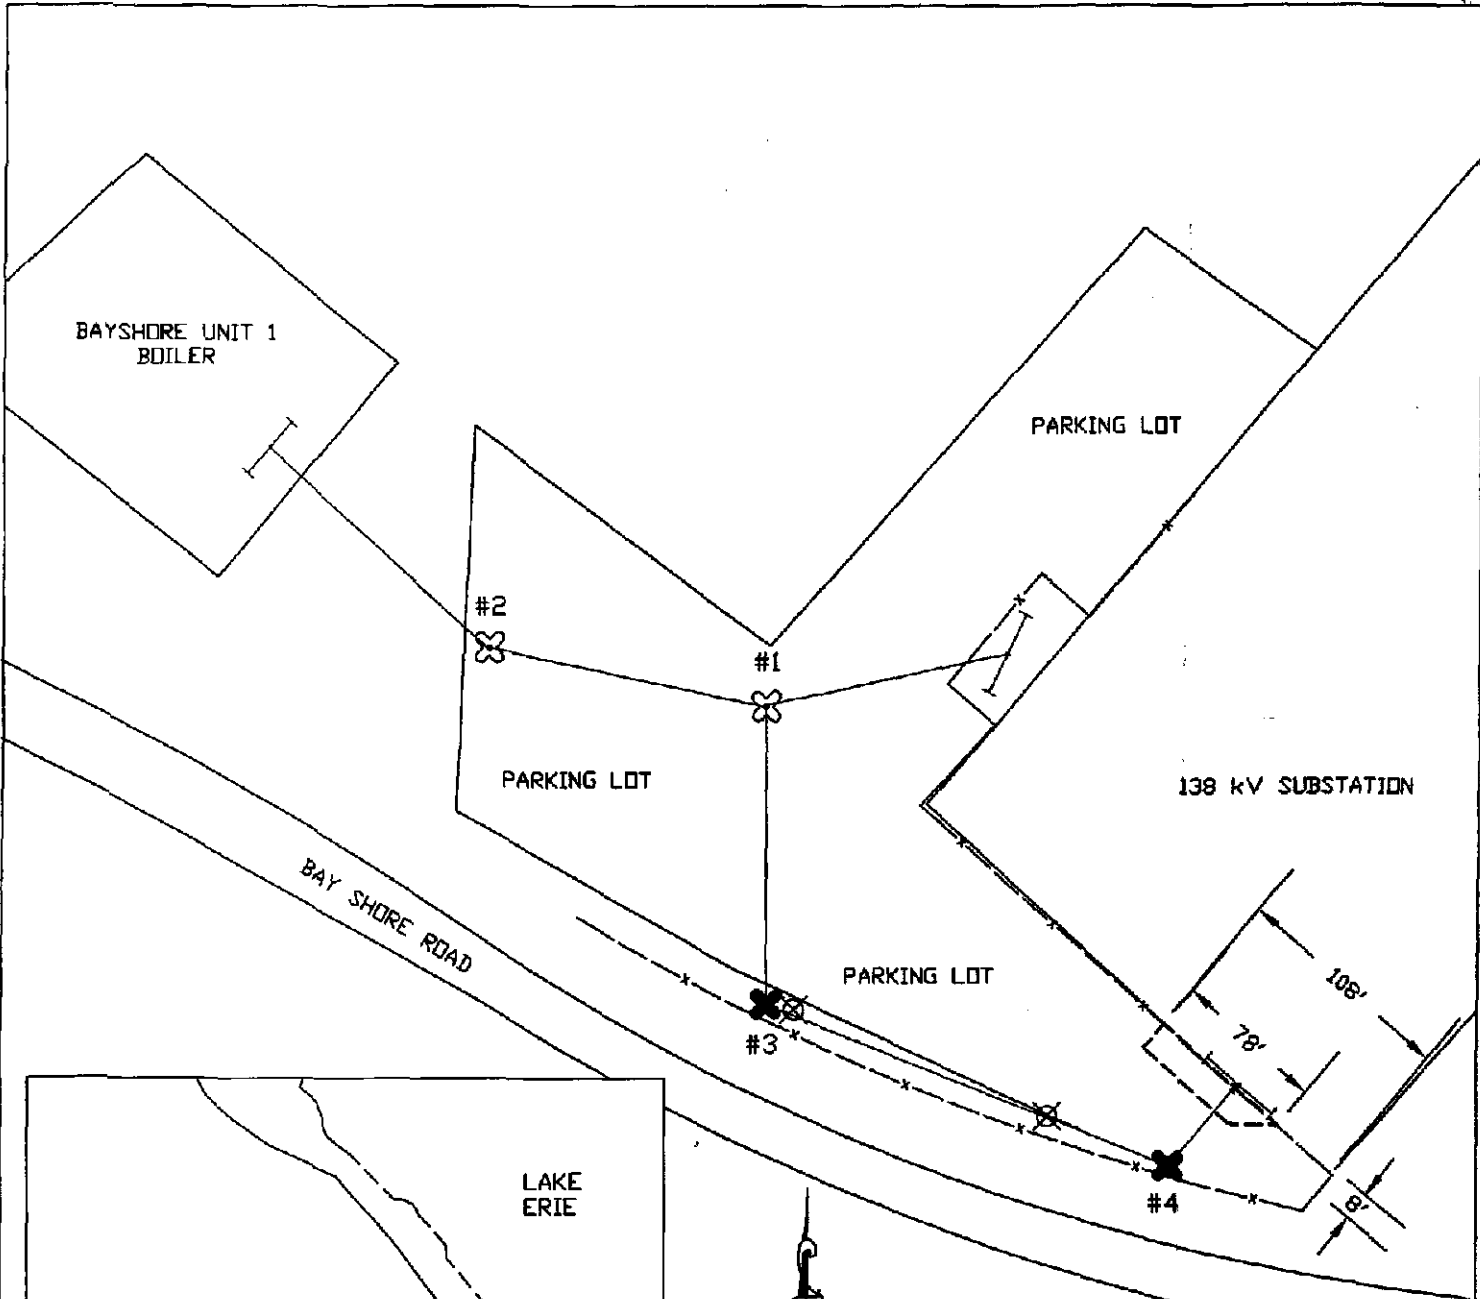 BAYSHORE UNIT 1
BOILER
PARKING LOT
#2
#1
PARKING LOT
138 kV SUBSTATION
BAY SHORE ROAD
PARKING LOT
108'
78'
#3
LAKE
ERIE
#4
8'